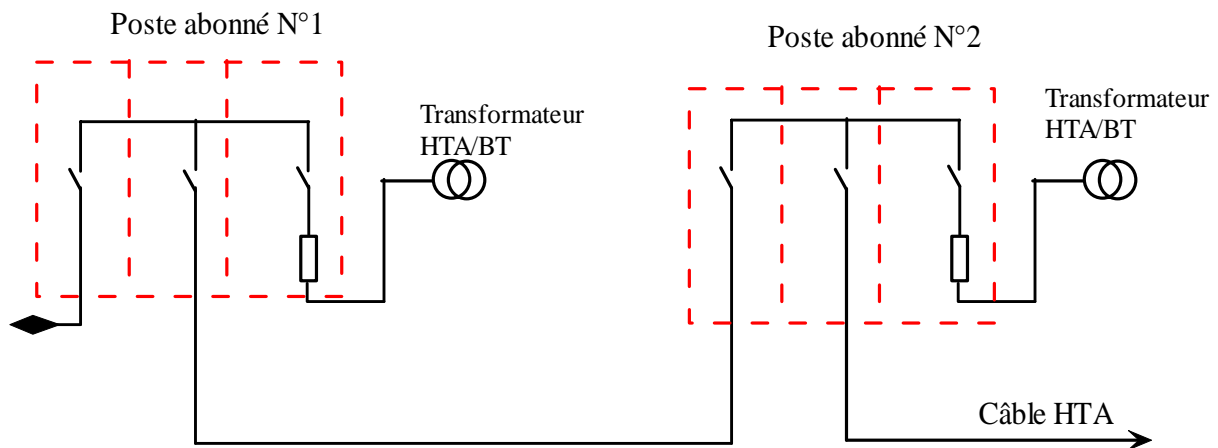 Poste abonné N°1
Poste abonné N°2
Transformateur
HTA/BT
Transformateur
HTA/BT
Câble HTA